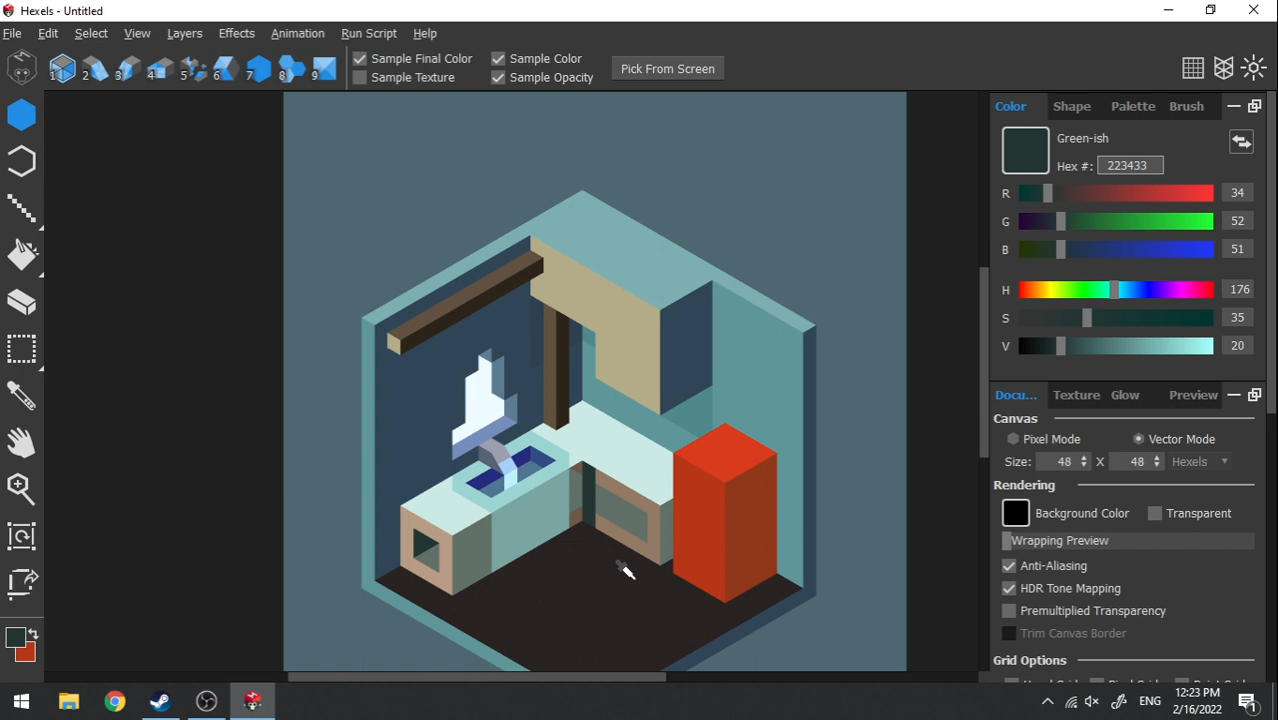 Hexels - Untitled
File Edit Select View Layers Effects Animation Run Script Help
1 2 3 4 5 6 7 8 9
Sample Final Color Sample Color
Sample Texture Sample Opacity
Pick From Screen
Color Shape Palette Brush
Green-ish
Hex #: 223433
R 34
G 52
B 51
H 176
S 35
V 20
Docu... Texture Glow Preview
Canvas
Pixel Mode Vector Mode
Size: 48 X 48 Hexels
Rendering
Background Color Transparent
Wrapping Preview
Anti-Aliasing
HDR Tone Mapping
Premultiplied Transparency
Trim Canvas Border
Grid Options
ENG
12:23 PM
2/16/2022
1